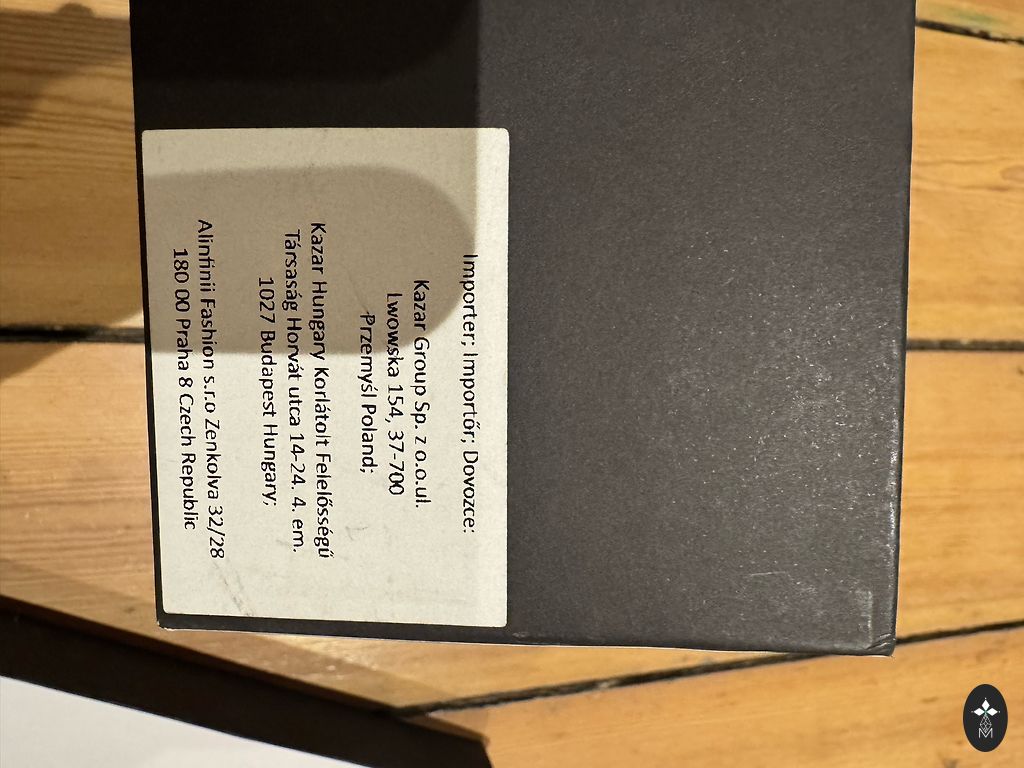 Importer; Importőr; Dovozce:
Kazar Group Sp. z o.o.ul.
Lwowska 154, 37-700
Przemyśl Poland;
Kazar Hungary Korlátolt Felelősségű
Társaság Horvát utca 14-24. 4. em.
1027 Budapest Hungary;
Alinfinii Fashion s.r.o Zenkolva 32/28
180 00 Praha 8 Czech Republic
M